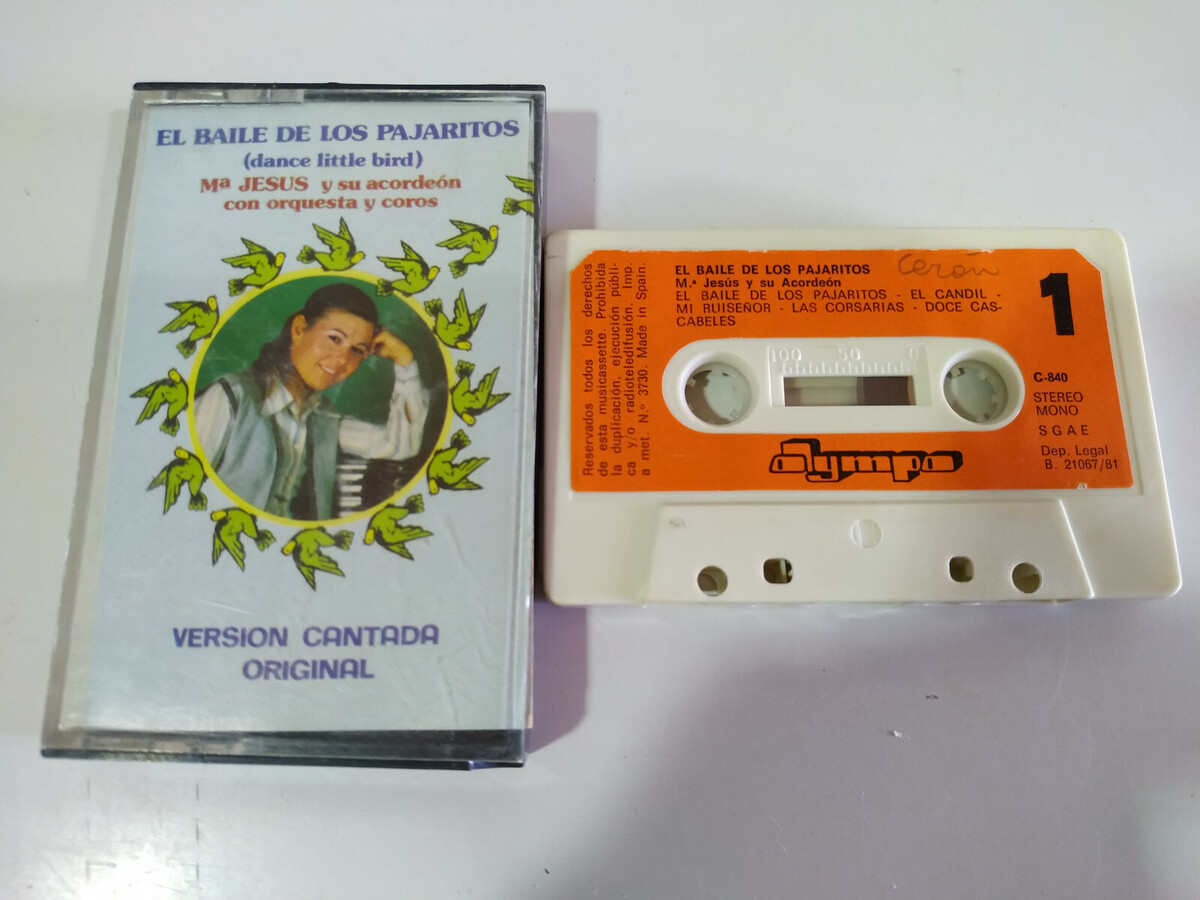 EL BAILE DE LOS PAJARITOS
(dance little bird)
Mª JESUS y su acordeón
con orquesta y coros
VERSION CANTADA
ORIGINAL
EL BAILE DE LOS PAJARITOS
M.ª Jesús y su Acordeón
EL BAILE DE LOS PAJARITOS - EL CANDIL -
MI RUISEÑOR - LAS CORSARIAS - DOCE CAS-
CABELES
Cerón
1
Reservados todos los derechos
de esta musicassette. Prohibida
la duplicación, ejecución públi-
ca y/o radioteledifusión. Imp.
a met. N.º 3730. Made in Spain.
100 50 0
C-840
STEREO
MONO
S G A E
Dep. Legal
B. 21067/81
Olympo